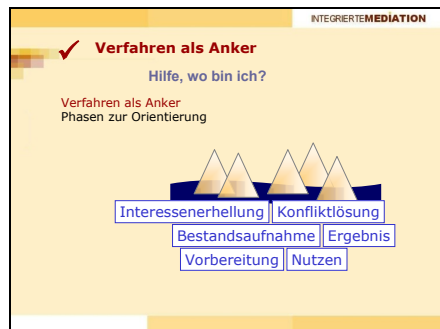 INTEGRIERTEMEDIATION
Verfahren als Anker
Hilfe, wo bin ich?
Verfahren als Anker
Phasen zur Orientierung
Interessenerhellung Konfliktlösung
Bestandsaufnahme Ergebnis
Vorbereitung Nutzen